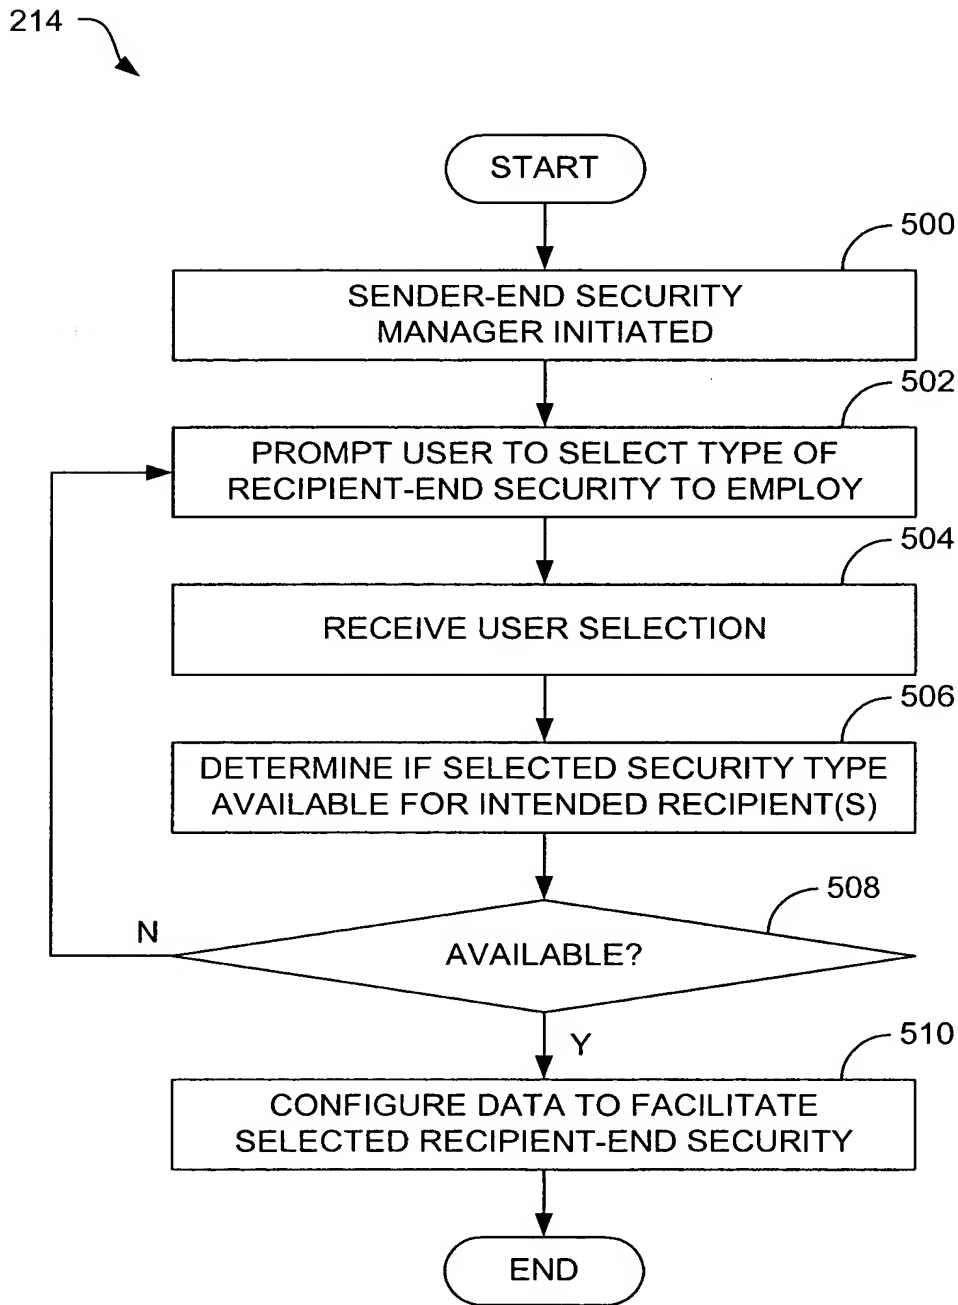 214
START
500
SENDER-END SECURITY
MANAGER INITIATED
502
PROMPT USER TO SELECT TYPE OF
RECIPIENT-END SECURITY TO EMPLOY
504
RECEIVE USER SELECTION
506
DETERMINE IF SELECTED SECURITY TYPE
AVAILABLE FOR INTENDED RECIPIENT(S)
508
N
AVAILABLE?
Y
510
CONFIGURE DATA TO FACILITATE
SELECTED RECIPIENT-END SECURITY
END